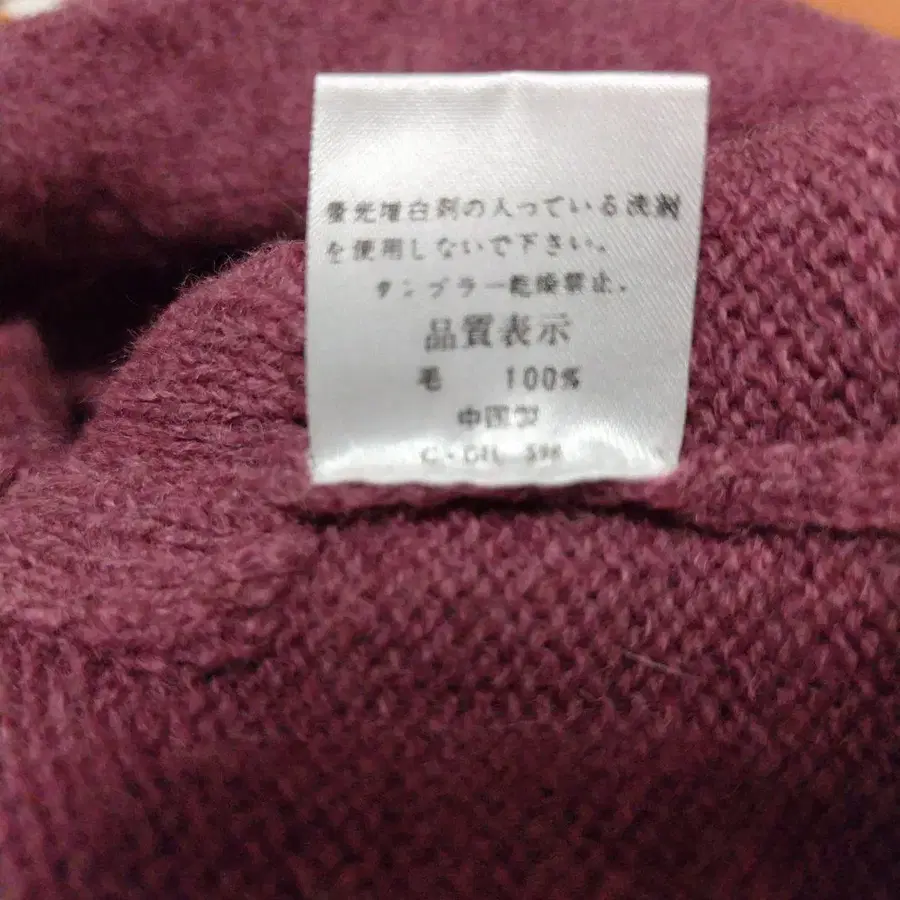 蛍光増白剤の入っている洗剤
を使用しないで下さい。
タンブラー乾燥禁止。
品質表示
毛 100%
中国製